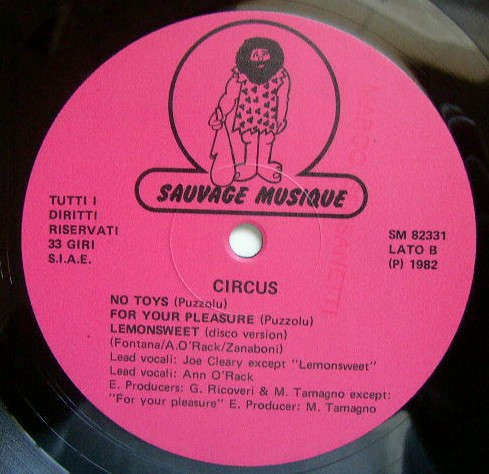 SAUVAGE MUSIQUE
TUTTI I
DIRITTI
RISERVATI
33 GIRI
S.I.A.E.
SM 82331
LATO B
(P) 1982
CIRCUS
NO TOYS (Puzzolu)
FOR YOUR PLEASURE (Puzzolu)
LEMONSWEET (disco version)
(Fontana/A.O'Rack/Zanaboni)
Lead vocali: Joe Cleary except "Lemonsweet"
Lead vocali: Ann O'Rack
E. Producers: G. Ricoveri & M. Tamagno except:
"For your pleasure" E. Producer: M. Tamagno